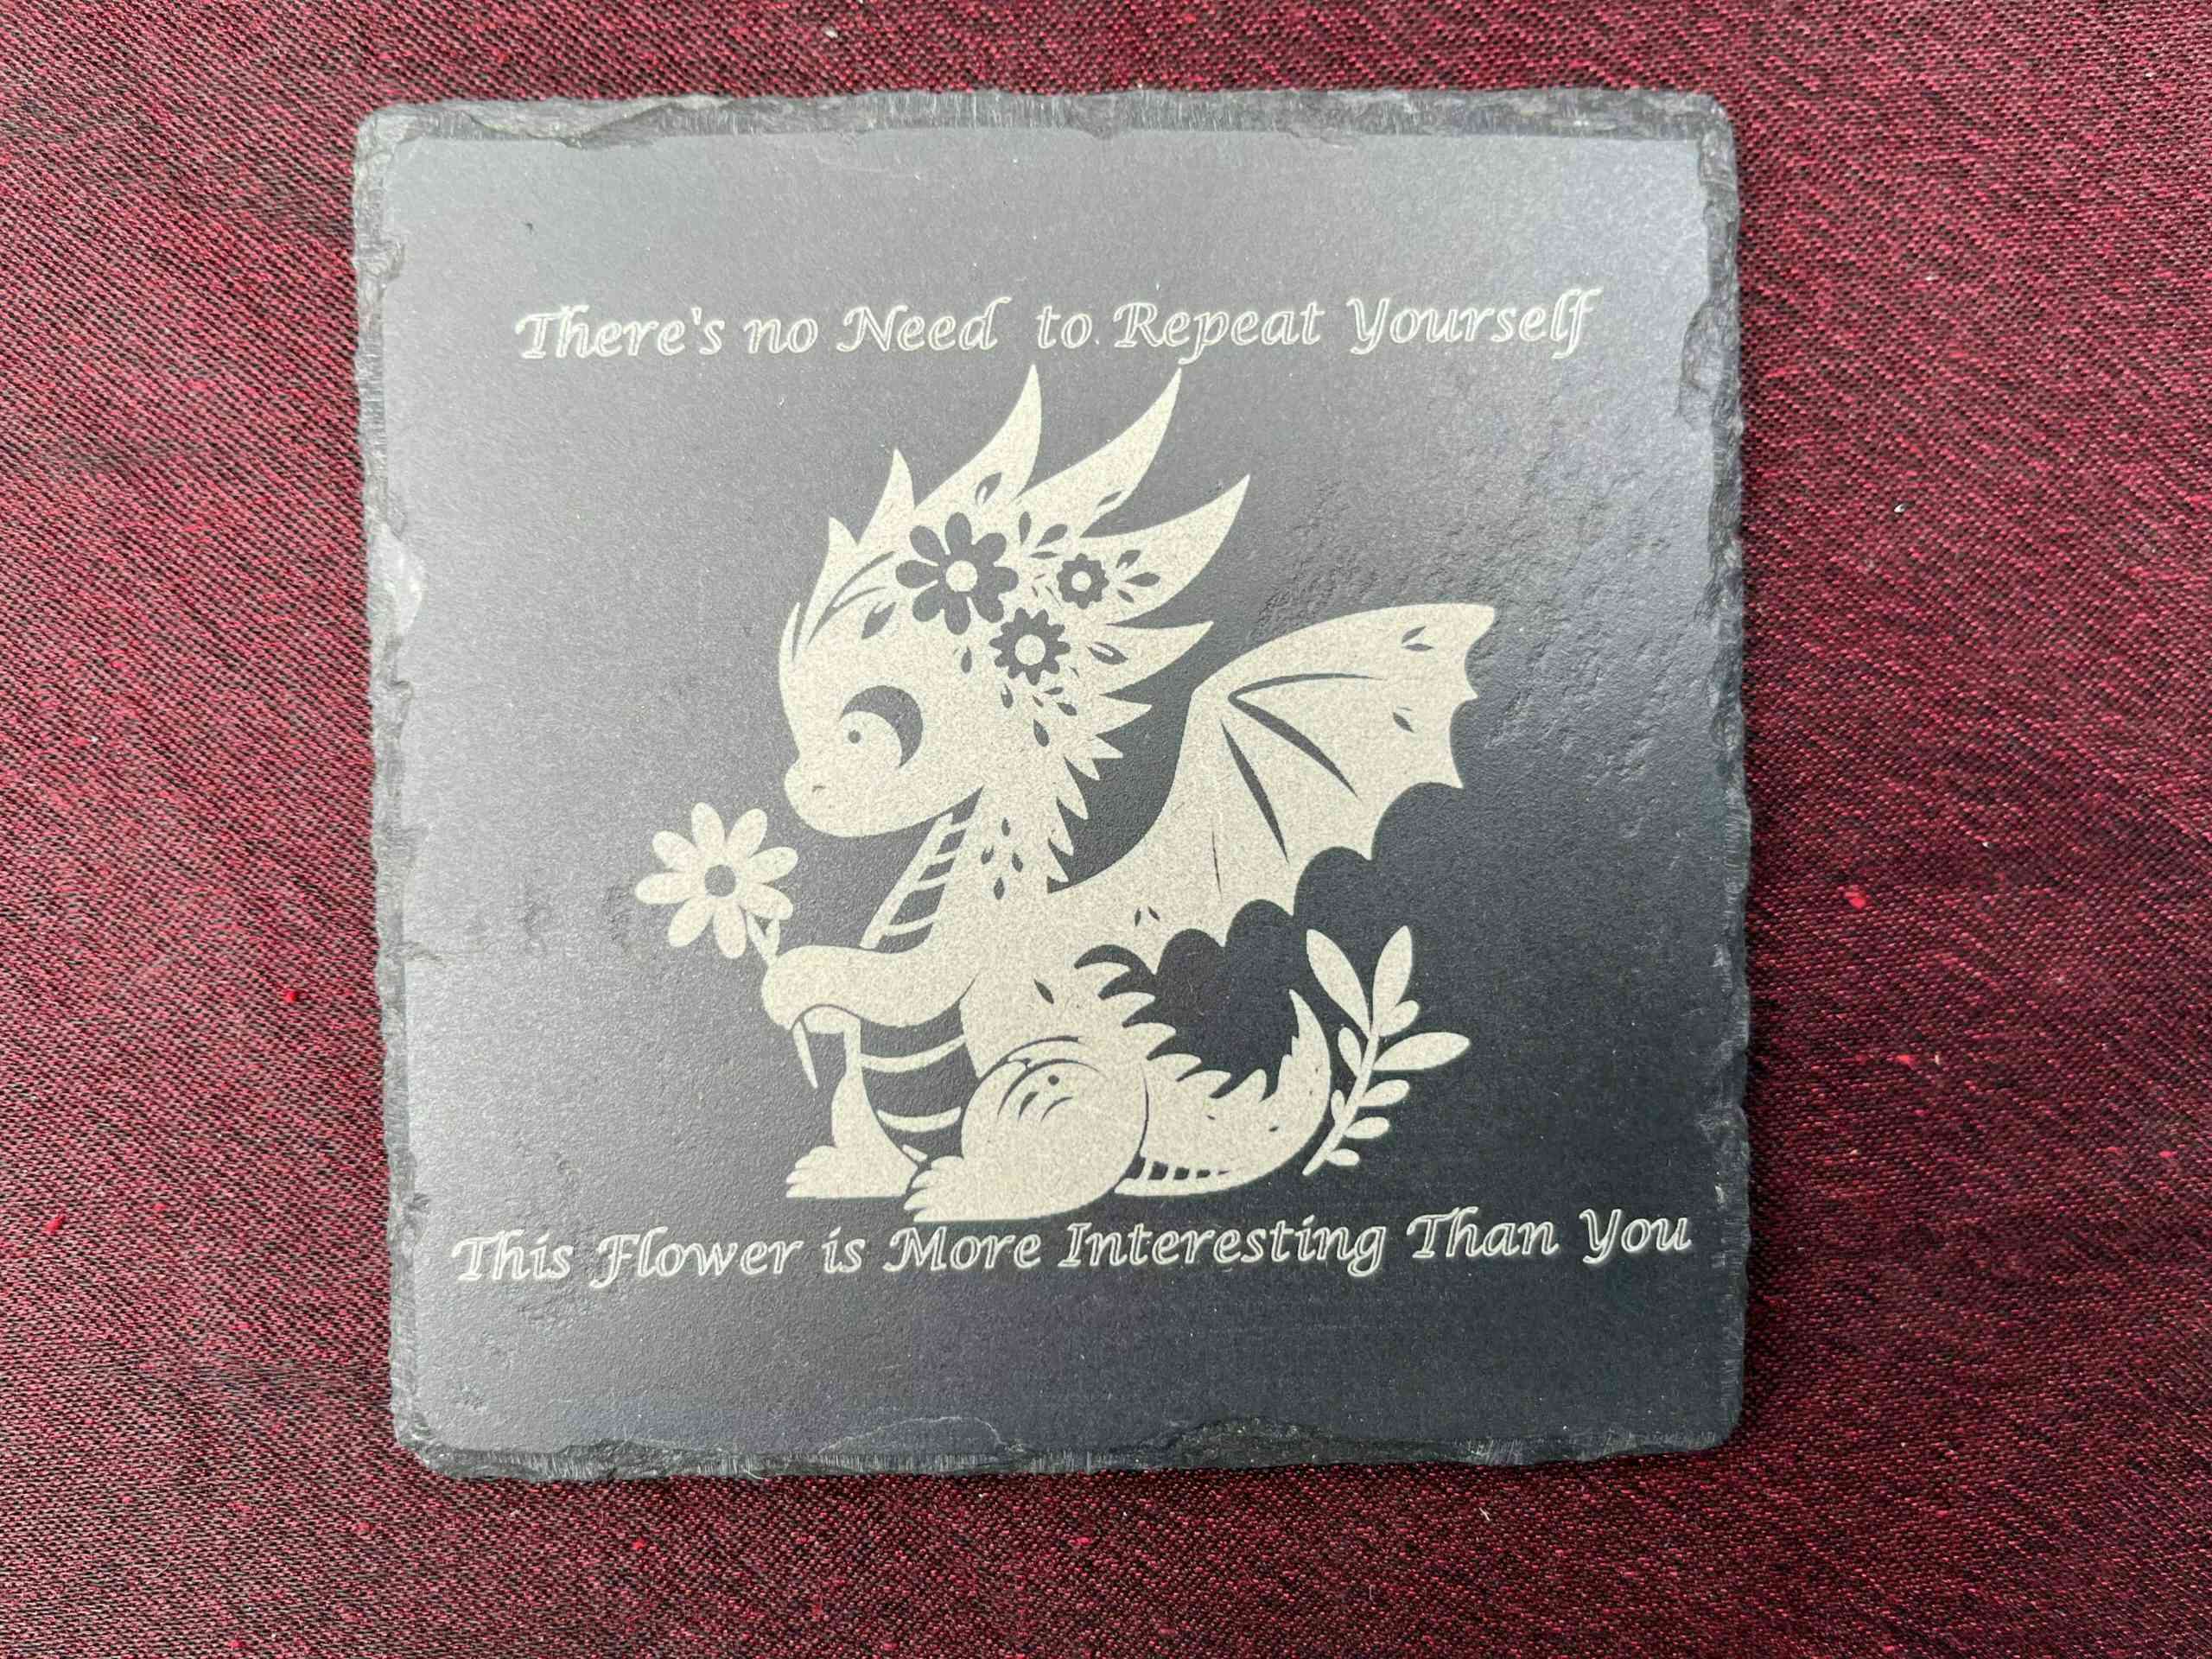 There's no Need to Repeat Yourself
This Flower is More Interesting Than You